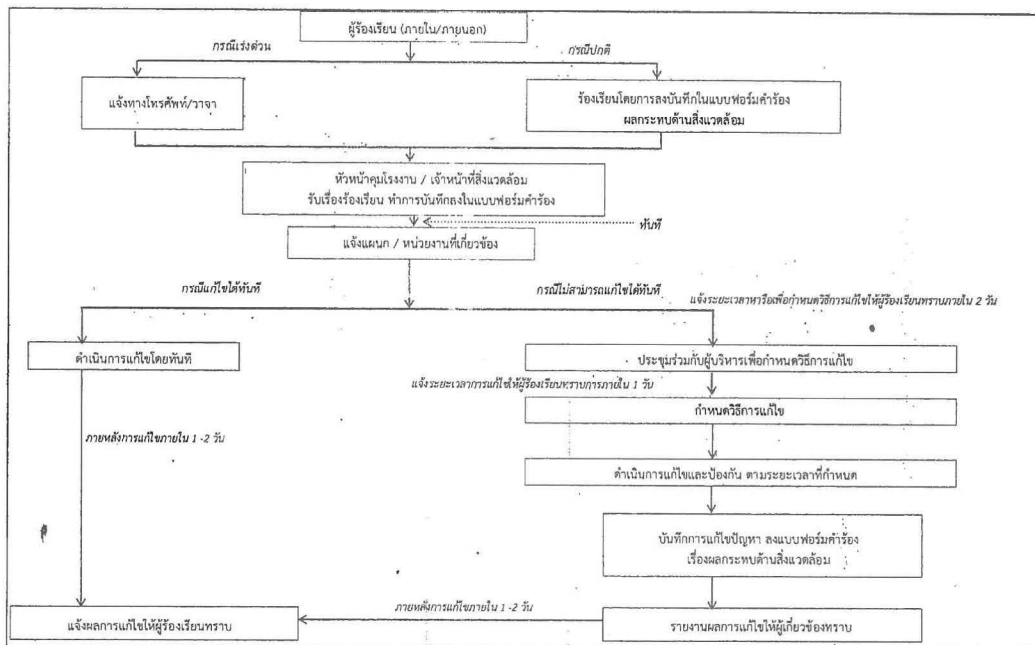 ผู้ร้องเรียน (ภายใน/ภายนอก)
กรณีเร่งด่วน
กรณีปกติ
แจ้งทางโทรศัพท์/วาจา
ร้องเรียนโดยการลงบันทึกในแบบฟอร์มคำร้อง
ผลกระทบด้านสิ่งแวดล้อม
หัวหน้าคุมโรงงาน / เจ้าหน้าที่สิ่งแวดล้อม
รับเรื่องร้องเรียน ทำการบันทึกลงในแบบฟอร์มคำร้อง
ทันที
แจ้งแผนก / หน่วยงานที่เกี่ยวข้อง
กรณีแก้ไขได้ทันที
กรณีไม่สามารถแก้ไขได้ทันที
แจ้งระยะเวลาหารือเพื่อกำหนดวิธีการแก้ไขให้ผู้ร้องเรียนทราบภายใน 2 วัน
ดำเนินการแก้ไขโดยทันที
ประชุมร่วมกับผู้บริหารเพื่อกำหนดวิธีการแก้ไข
แจ้งระยะเวลาการแก้ไขให้ผู้ร้องเรียนทราบการภายใน 1 วัน
กำหนดวิธีการแก้ไข
ภายหลังการแก้ไขภายใน 1 -2 วัน
ดำเนินการแก้ไขและป้องกัน ตามระยะเวลาที่กำหนด
บันทึกการแก้ไขปัญหา ลงแบบฟอร์มคำร้อง
เรื่องผลกระทบด้านสิ่งแวดล้อม
ภายหลังการแก้ไขภายใน 1 -2 วัน
แจ้งผลการแก้ไขให้ผู้ร้องเรียนทราบ
รายงานผลการแก้ไขให้ผู้เกี่ยวข้องทราบ